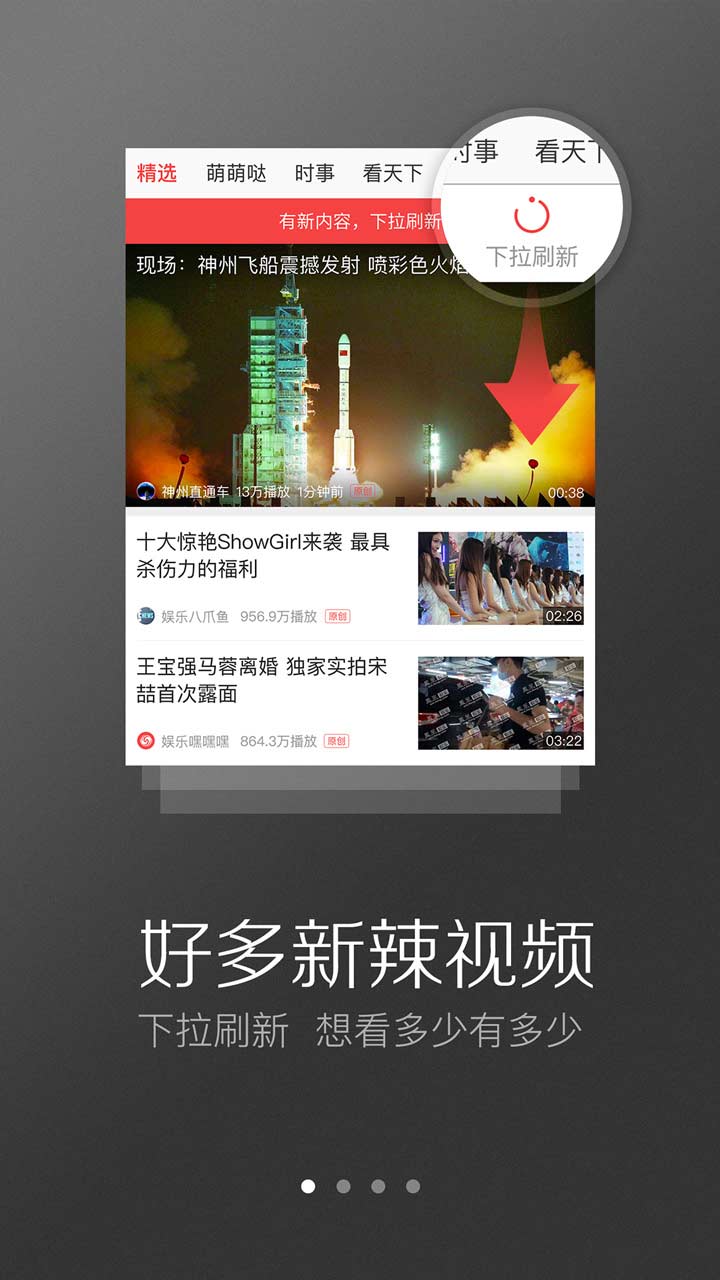 精选 萌萌哒 时事 看天下
时事 看天下
有新内容，下拉刷新
下拉刷新
现场：神州飞船震撼发射 喷彩色火焰
神州直通车 13万播放 1分钟前 原创 00:38
十大惊艳ShowGirl来袭 最具
杀伤力的福利
娱乐八爪鱼 956.9万播放 原创
02:26
王宝强马蓉离婚 独家实拍宋
喆首次露面
娱乐嘿嘿嘿 864.3万播放 原创
03:22
好多新辣视频
下拉刷新 想看多少有多少